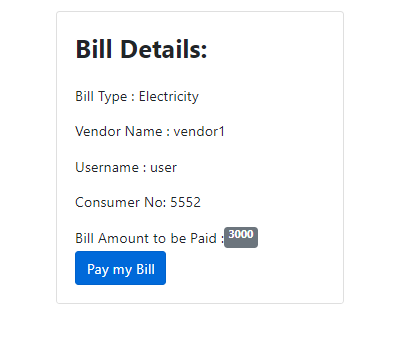 Bill Details:
Bill Type : Electricity
Vendor Name : vendor1
Username : user
Consumer No: 5552
Bill Amount to be Paid : 3000
Pay my Bill